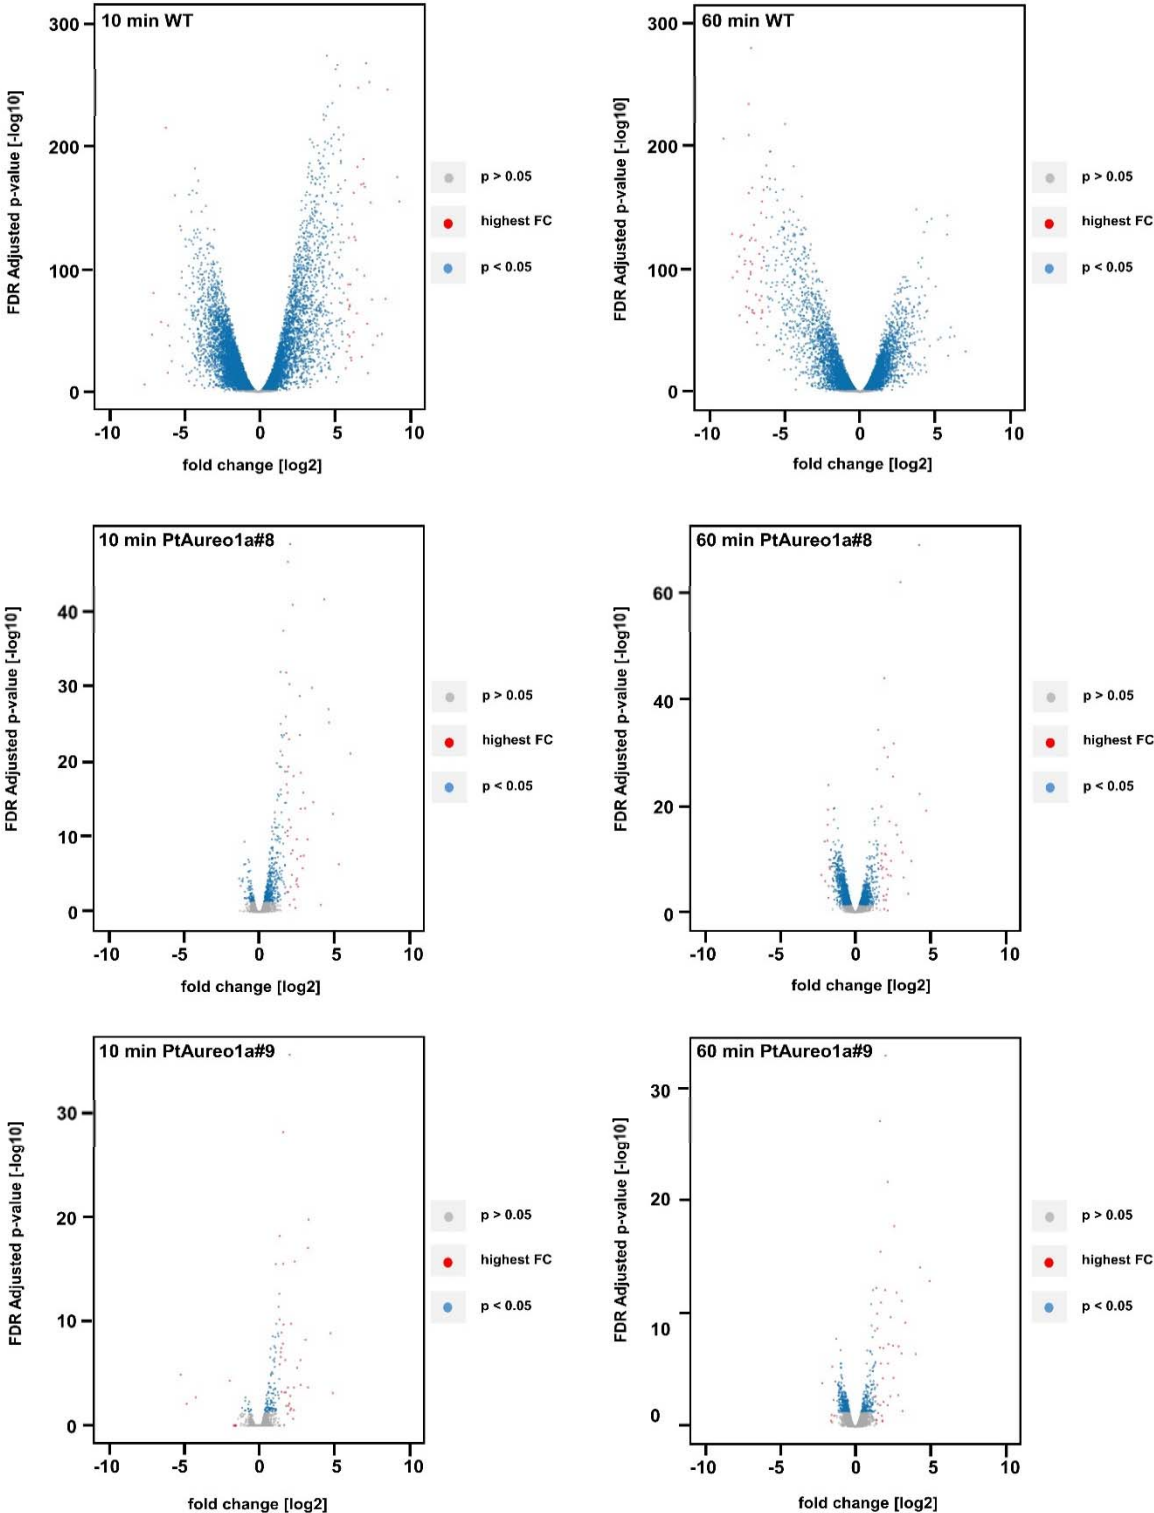 10 min WT
FDR Adjusted p-value [-log10]
300
200
100
0
-10 -5 0 5 10
fold change [log2]
p > 0.05
highest FC
p < 0.05
60 min WT
FDR Adjusted p-value [-log10]
300
200
100
0
-10 -5 0 5 10
fold change [log2]
p > 0.05
highest FC
p < 0.05
10 min PtAureo1a#8
FDR Adjusted p-value [-log10]
40
30
20
10
0
-10 -5 0 5 10
fold change [log2]
p > 0.05
highest FC
p < 0.05
60 min PtAureo1a#8
FDR Adjusted p-value [-log10]
60
40
20
0
-10 -5 0 5 10
fold change [log2]
p > 0.05
highest FC
p < 0.05
10 min PtAureo1a#9
FDR Adjusted p-value [-log10]
30
20
10
0
-10 -5 0 5 10
fold change [log2]
p > 0.05
highest FC
p < 0.05
60 min PtAureo1a#9
FDR Adjusted p-value [-log10]
30
20
10
0
-10 -5 0 5 10
fold change [log2]
p > 0.05
highest FC
p < 0.05